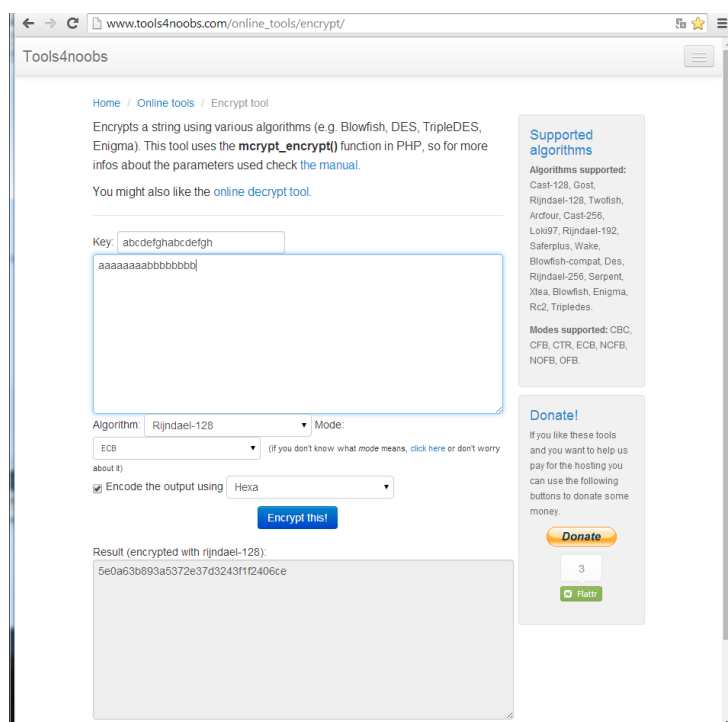 www.tools4noobs.com/online_tools/encrypt/
Tools4noobs
Home / Online tools / Encrypt tool
Encrypts a string using various algorithms (e.g. Blowfish, DES, TripleDES,
Enigma). This tool uses the mcrypt_encrypt() function in PHP, so for more
infos about the parameters used check the manual.
You might also like the online decrypt tool.
Key: abcdefghabcdefgh
aaaaaaaabbbbbbbb
Algorithm: Rijndael-128 Mode:
ECB (if you don't know what mode means, click here or don't worry
about it)
Encode the output using Hexa
Encrypt this!
Result (encrypted with rijndael-128):
5e0a63b893a5372e37d3243f1f2406ce
Supported
algorithms
Algorithms supported:
Cast-128, Gost,
Rijndael-128, Twofish,
Arcfour, Cast-256,
Loki97, Rijndael-192,
Saferplus, Wake,
Blowfish-compat, Des,
Rijndael-256, Serpent,
Xtea, Blowfish, Enigma,
Rc2, Tripledes.
Modes supported: CBC,
CFB, CTR, ECB, NCFB,
NOFB, OFB.
Donate!
If you like these tools
and you want to help us
pay for the hosting you
can use the following
buttons to donate some
money.
Donate
3
Flattr